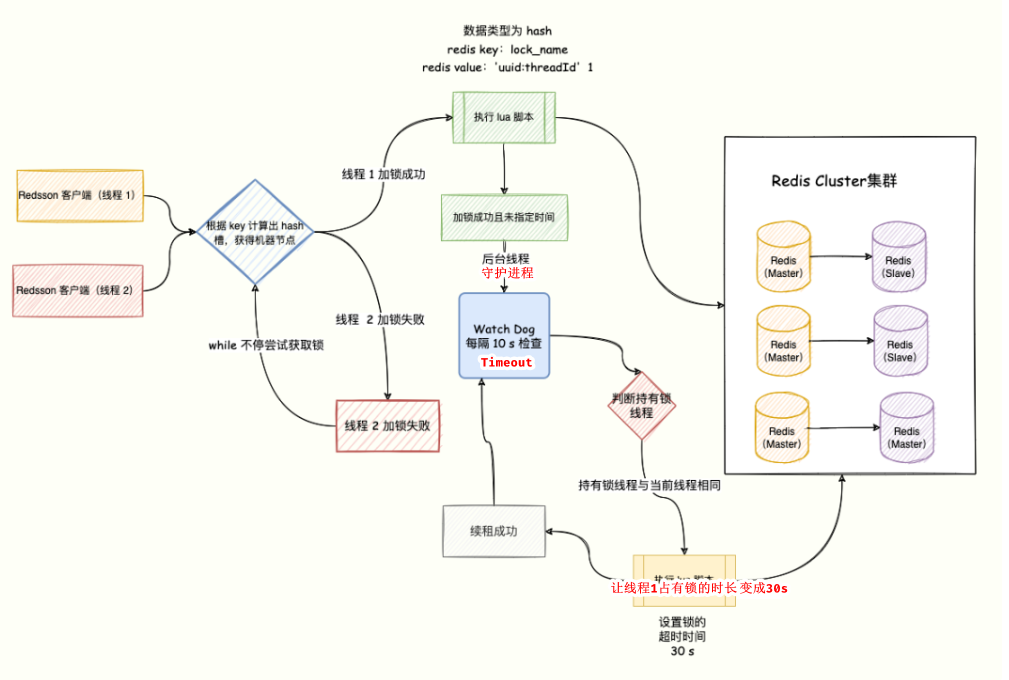 数据类型为 hash
redis key：lock_name
redis value：‘uuid:threadId’ 1
执行 lua 脚本
线程 1 加锁成功
Redis Cluster集群
Redsson 客户端（线程 1）
加锁成功且未指定时间
根据 key 计算出 hash
槽，获得机器节点
后台线程
守护进程
Redis
（Master）
Redis
（Slave）
Redsson 客户端（线程 2）
线程 2 加锁失败
Watch Dog
每隔 10 s 检查
Timeout
while 不停尝试获取锁
Redis
（Master）
Redis
（Slave）
判断持有锁
线程
线程 2 加锁失败
Redis
（Master）
Redis
（Master）
持有锁线程与当前线程相同
续租成功
让线程1占有锁的时长 变成30s
设置锁的
超时时间
30 s